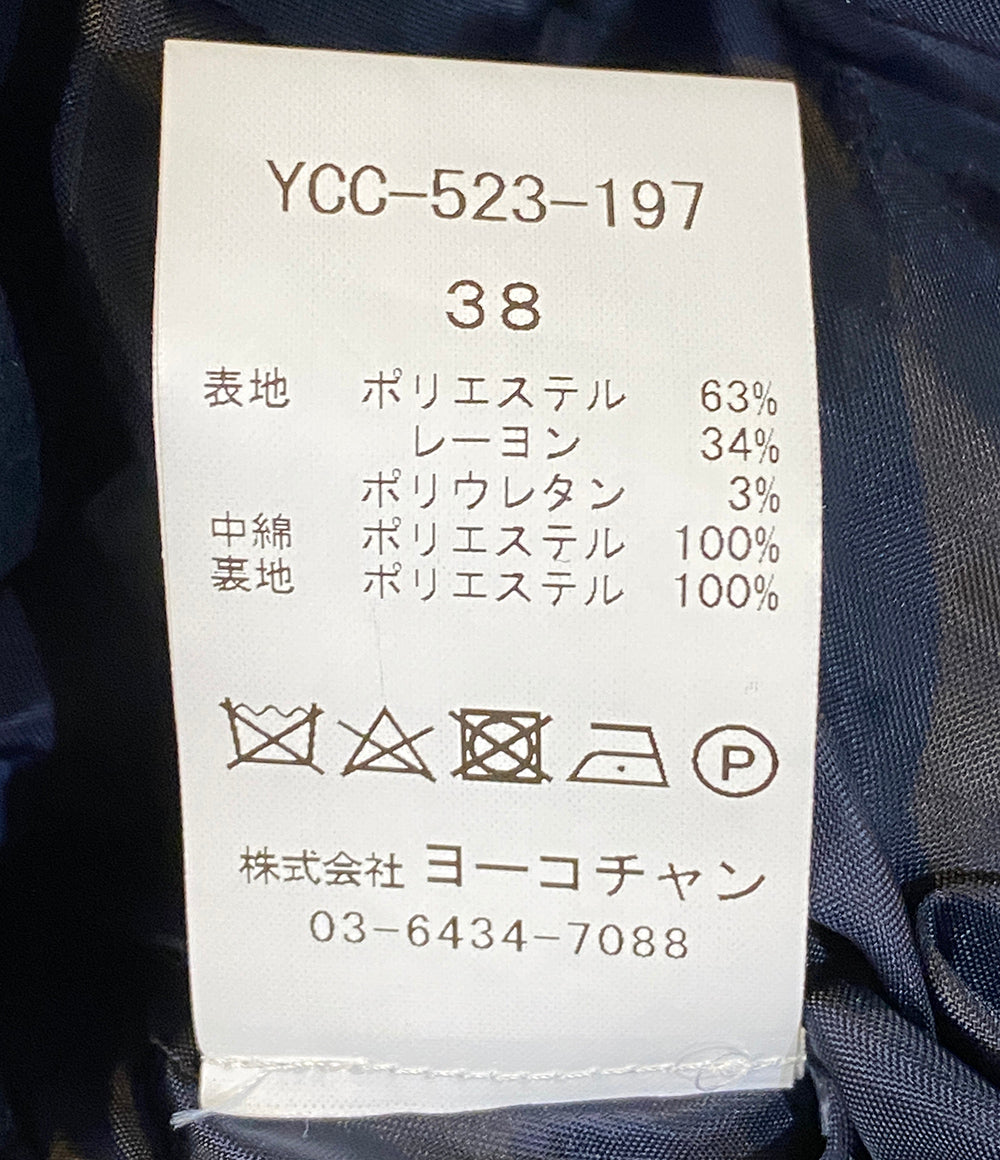 YCC-523-197
38
表地 ポリエステル 63%
レーヨン 34%
ポリウレタン 3%
中綿 ポリエステル 100%
裏地 ポリエステル 100%
P
株式会社 ヨーコチャン
03-6434-7088